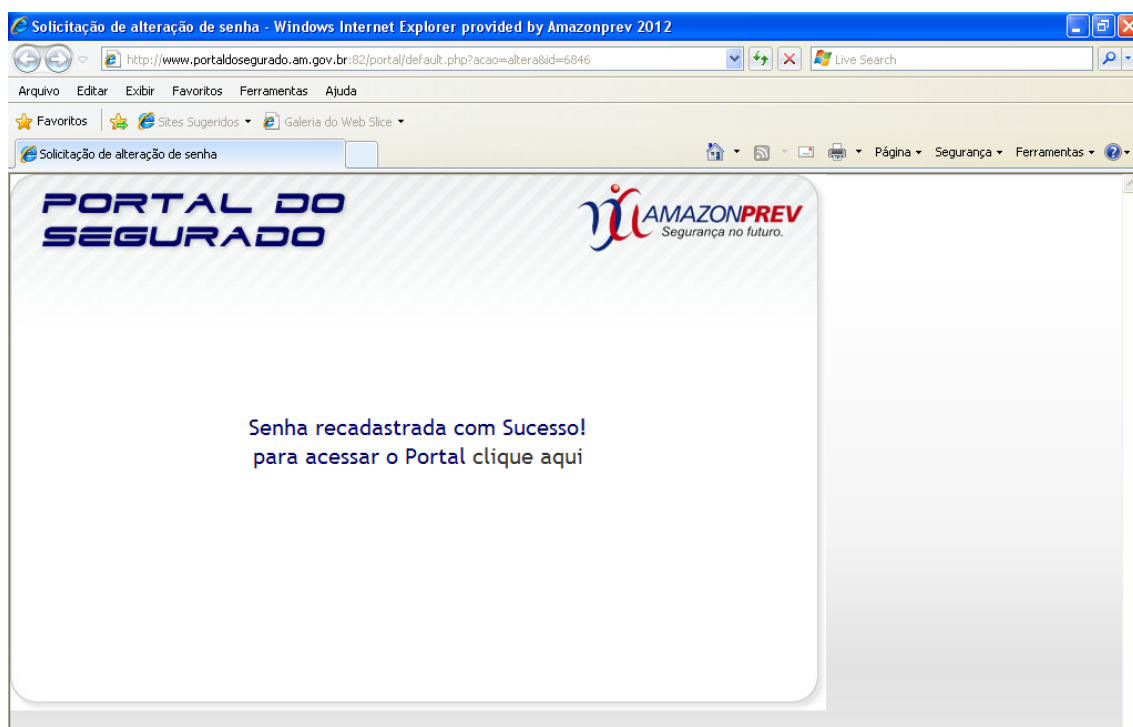 Solicitação de alteração de senha - Windows Internet Explorer provided by Amazonprev 2012
http://www.portaldosegurado.am.gov.br:82/portal/default.php?acao=altera&id=6846
Live Search
Arquivo Editar Exibir Favoritos Ferramentas Ajuda
Favoritos Sites Sugeridos Galeria do Web Slice
Solicitação de alteração de senha
Página Segurança Ferramentas
PORTAL DO
SEGURADO
AMAZONPREV
Segurança no futuro.
Senha recadastrada com Sucesso!
para acessar o Portal clique aqui